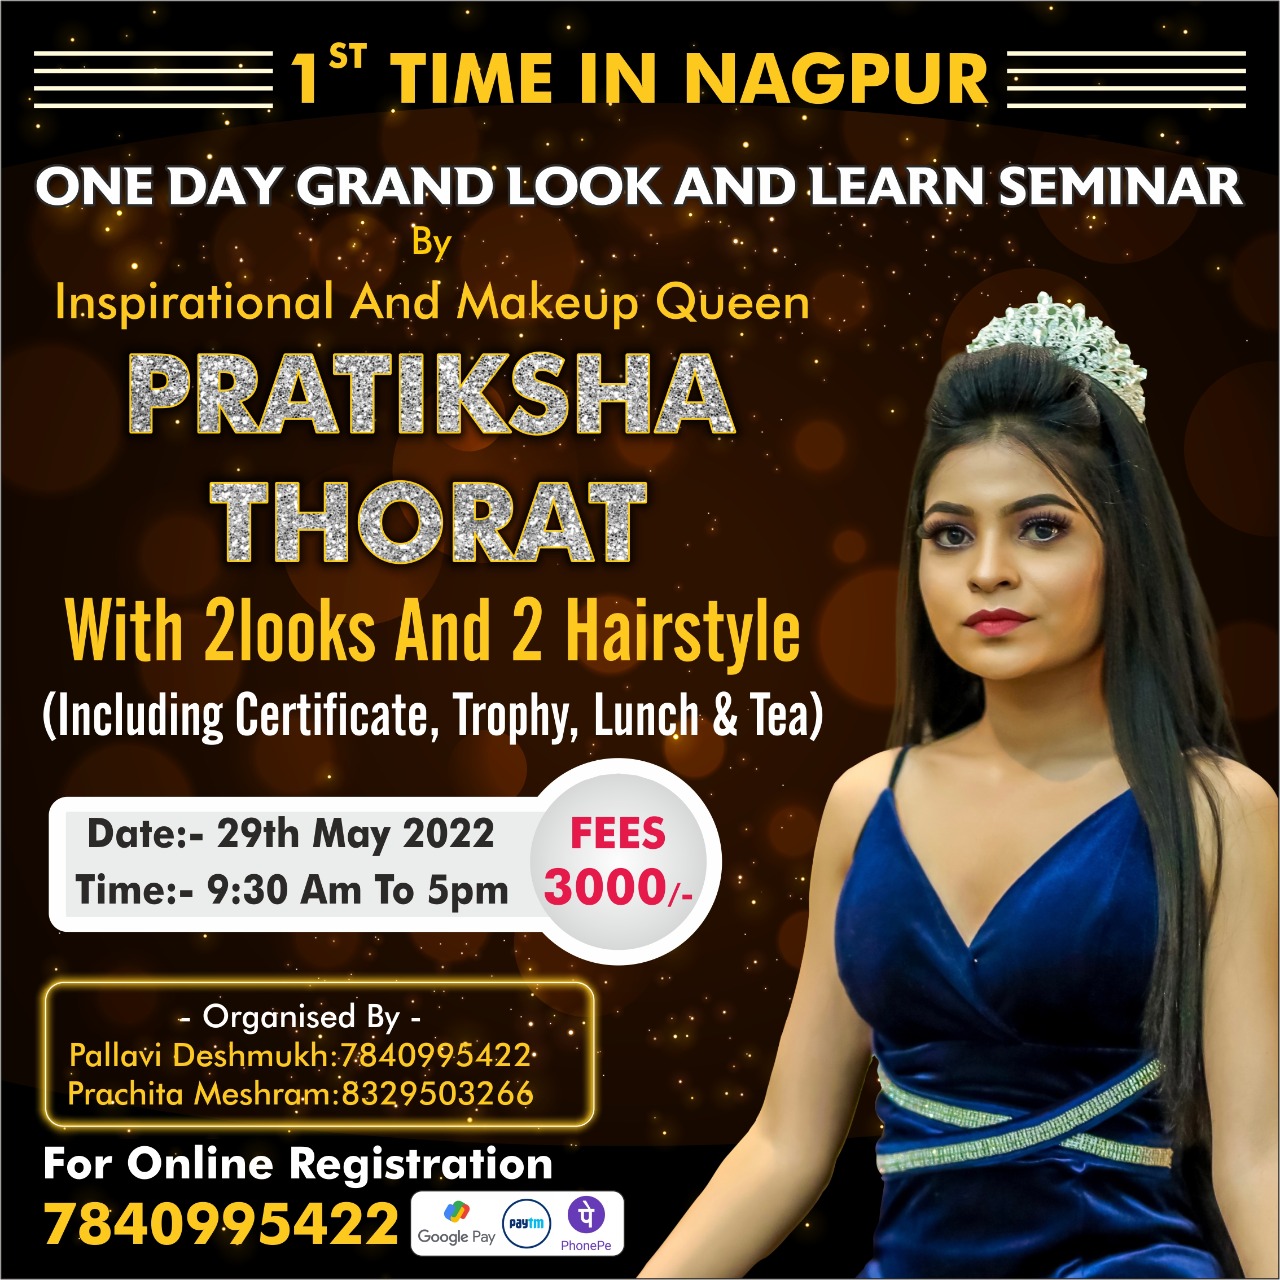 1ST TIME IN NAGPUR
ONE DAY GRAND LOOK AND LEARN SEMINAR
By
Inspirational And Makeup Queen
PRATIKSHA
THORAT
With 2looks And 2 Hairstyle
(Including Certificate, Trophy, Lunch & Tea)
Date:- 29th May 2022
Time:- 9:30 Am To 5pm
FEES
3000/-
- Organised By -
Pallavi Deshmukh:7840995422
Prachita Meshram:8329503266
For Online Registration
7840995422
Google Pay
paytm
पे
PhonePe